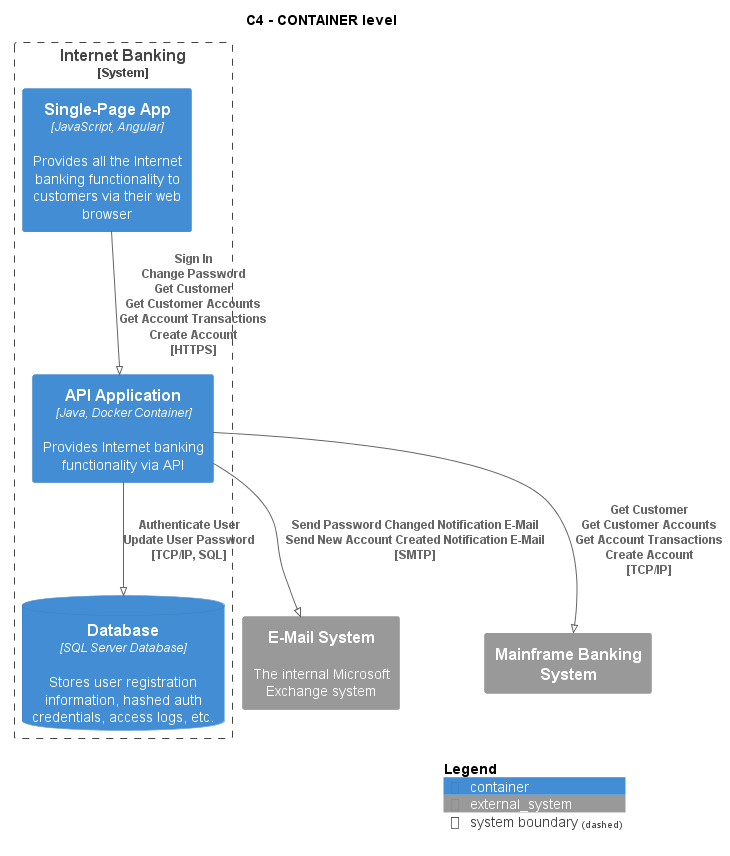 C4 - CONTAINER level
Internet Banking
[System]
Single-Page App
[JavaScript, Angular]
Provides all the Internet
banking functionality to
customers via their web
browser
Sign In
Change Password
Get Customer
Get Customer Accounts
Get Account Transactions
Create Account
[HTTPS]
API Application
[Java, Docker Container]
Provides Internet banking
functionality via API
Authenticate User
Update User Password
[TCP/IP, SQL]
Send Password Changed Notification E-Mail
Send New Account Created Notification E-Mail
[SMTP]
Get Customer
Get Customer Accounts
Get Account Transactions
Create Account
[TCP/IP]
Database
[SQL Server Database]
Stores user registration
information, hashed auth
credentials, access logs, etc.
E-Mail System
The internal Microsoft
Exchange system
Mainframe Banking
System
Legend
container
external_system
system boundary (dashed)